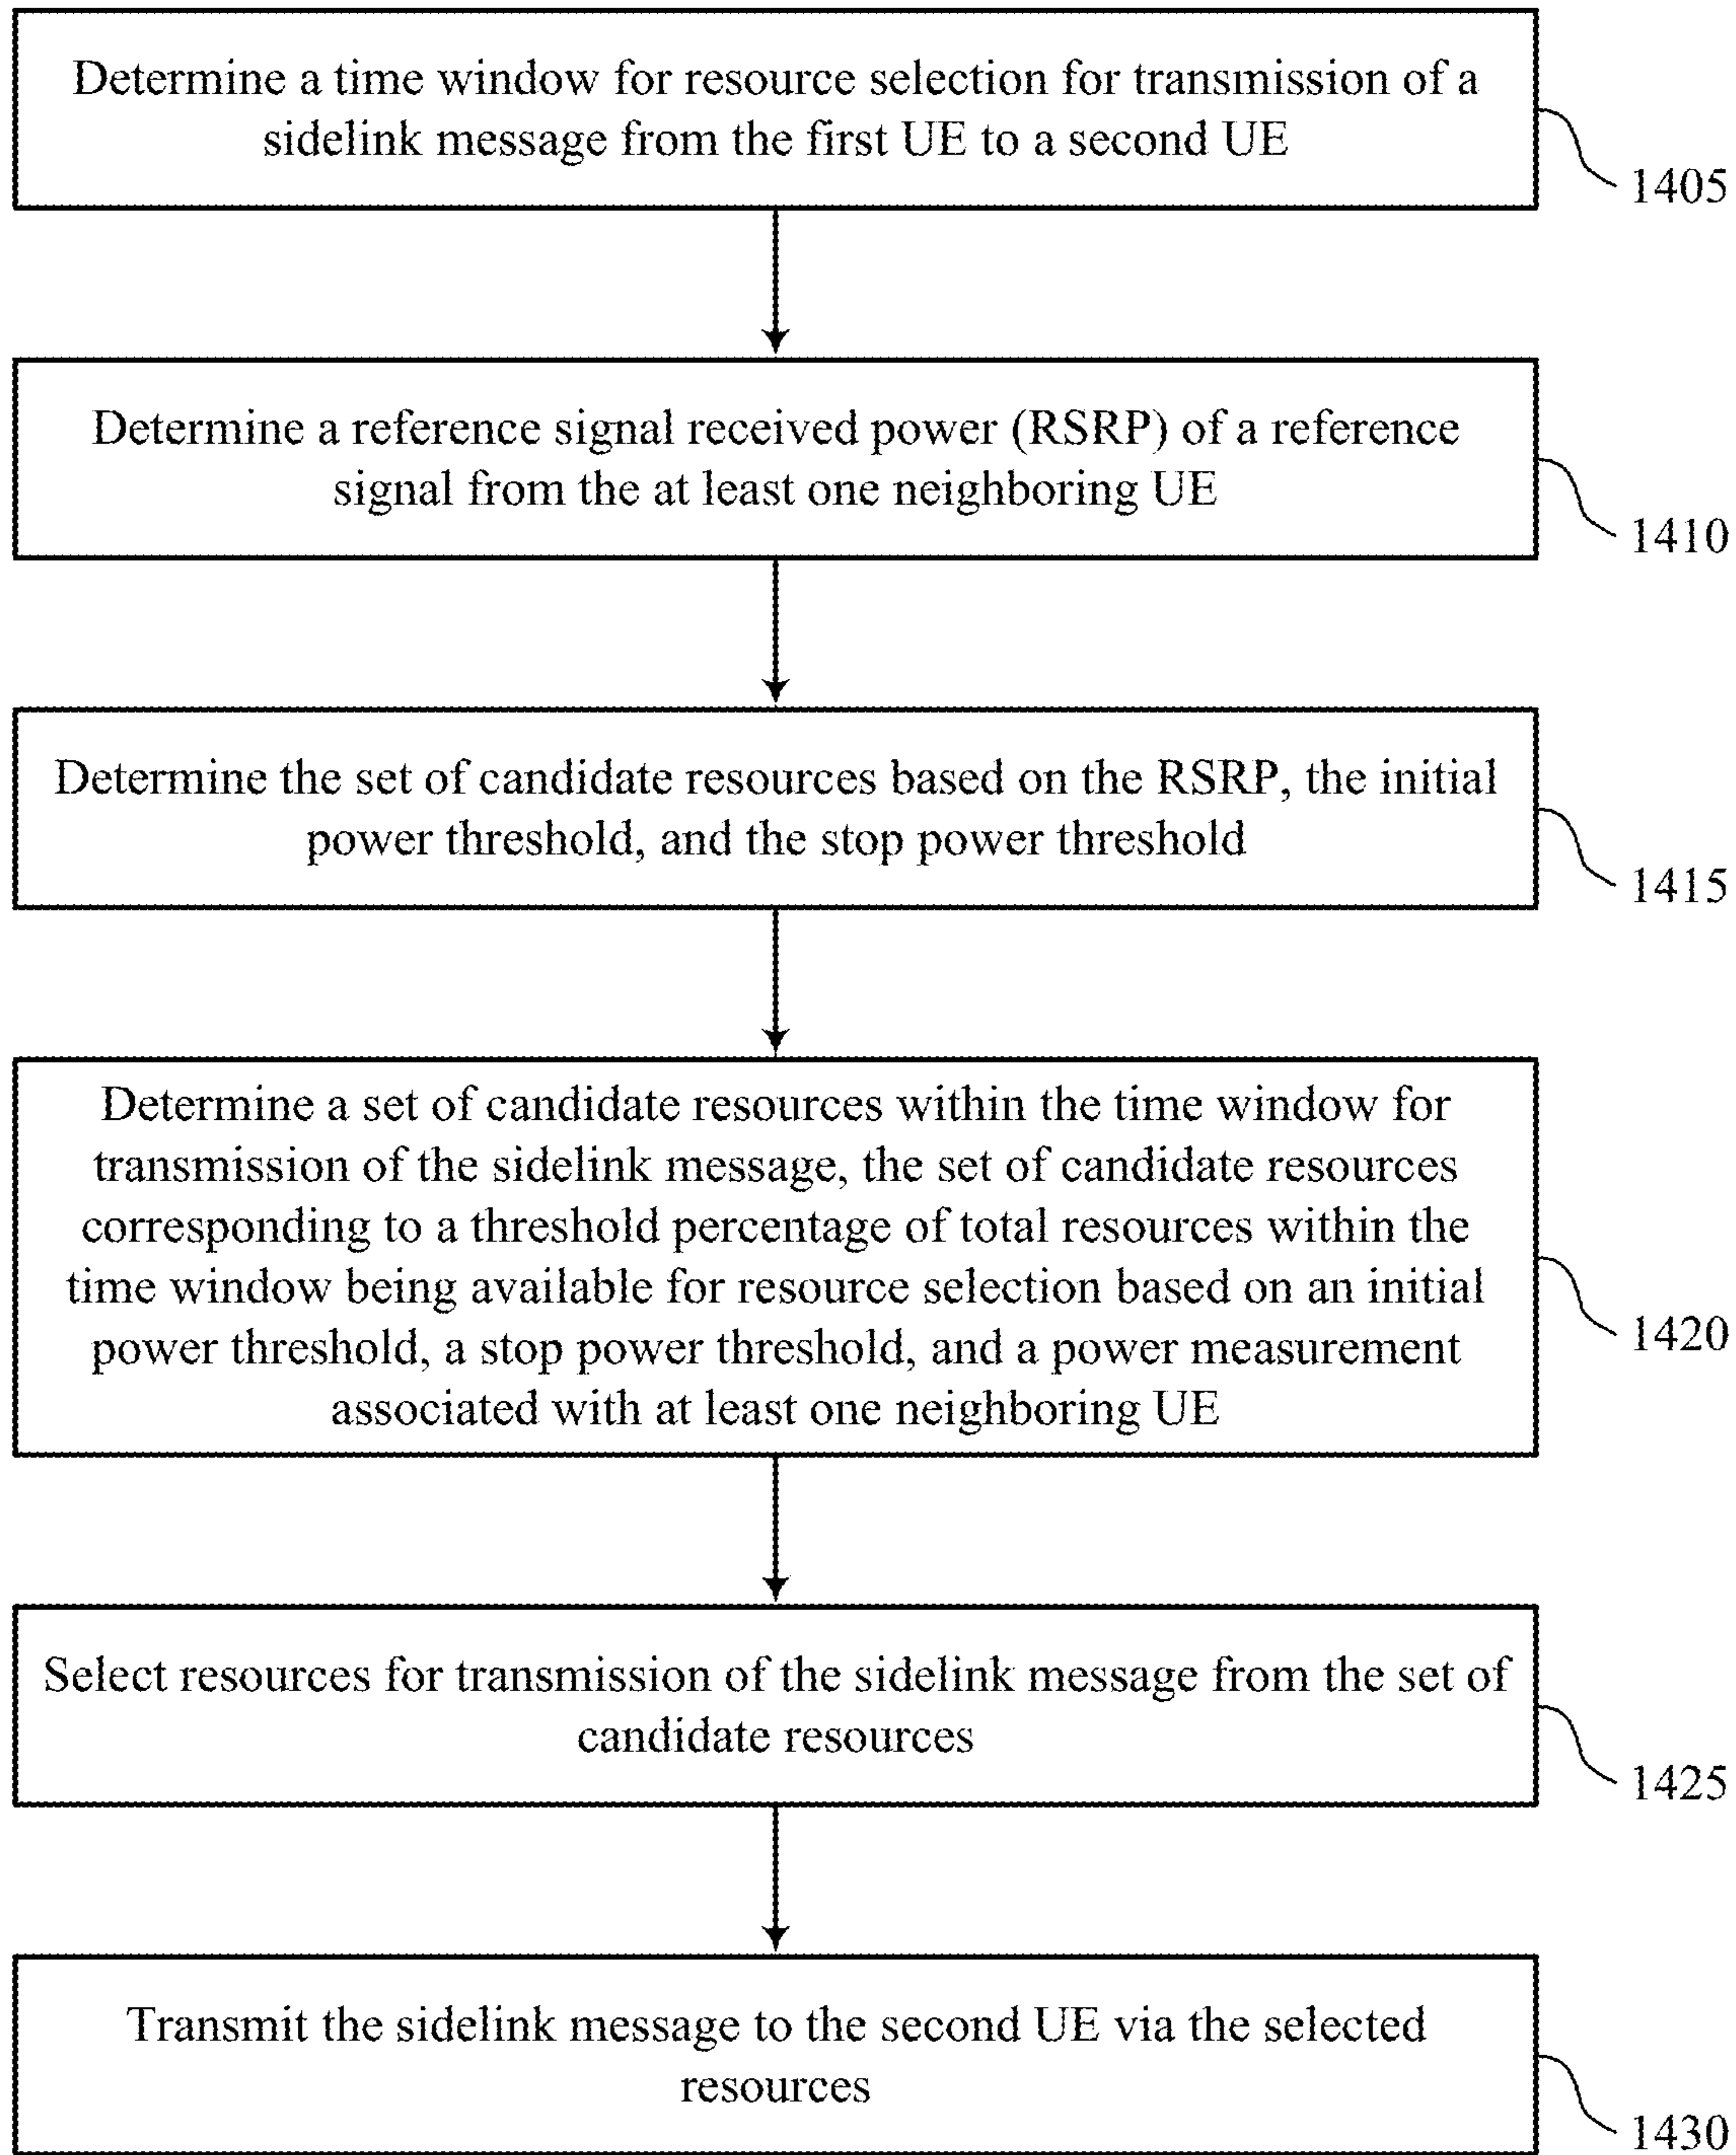 Determine a time window for resource selection for transmission of a
sidelink message from the first UE to a second UE
1405
Determine a reference signal received power (RSRP) of a reference
signal from the at least one neighboring UE
1410
Determine the set of candidate resources based on the RSRP, the initial
power threshold, and the stop power threshold
1415
Determine a set of candidate resources within the time window for
transmission of the sidelink message, the set of candidate resources
corresponding to a threshold percentage of total resources within the
time window being available for resource selection based on an initial
power threshold, a stop power threshold, and a power measurement
associated with at least one neighboring UE
1420
Select resources for transmission of the sidelink message from the set of
candidate resources
1425
Transmit the sidelink message to the second UE via the selected
resources
1430